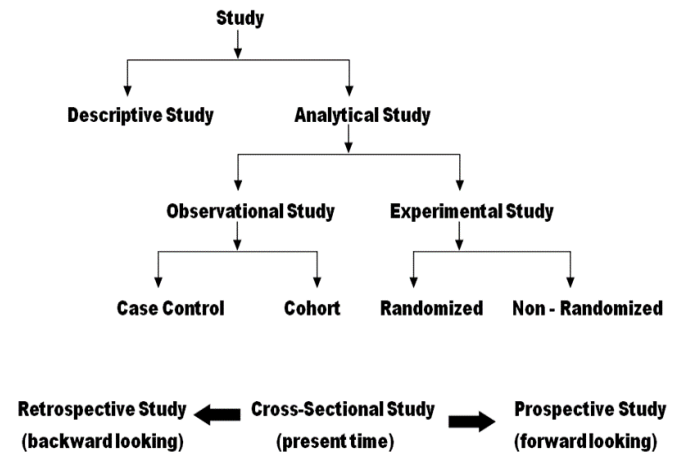 Study
Descriptive Study Analytical Study
Observational Study Experimental Study
Case Control Cohort Randomized Non - Randomized
Retrospective Study Cross-Sectional Study Prospective Study
(backward looking) (present time) (forward looking)